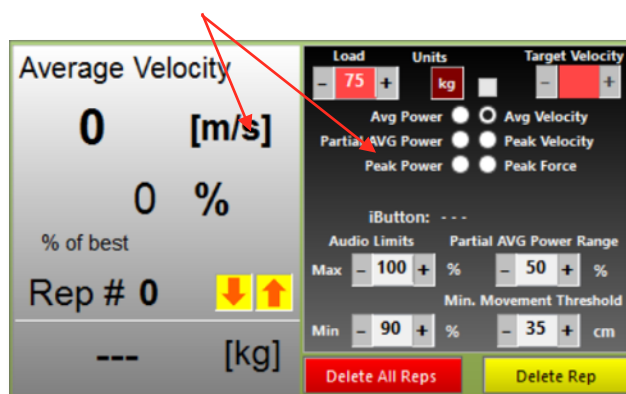 Average Velocity
0 [m/s]
0 %
% of best
Rep # 0
--- [kg]
Load Units Target Velocity
- 75 + kg - +
Avg Power Avg Velocity
Partial AVG Power Peak Velocity
Peak Power Peak Force
iButton: - - -
Audio Limits Partial AVG Power Range
Max - 100 + % - 50 + %
Min. Movement Threshold
Min - 90 + % - 35 + cm
Delete All Reps Delete Rep